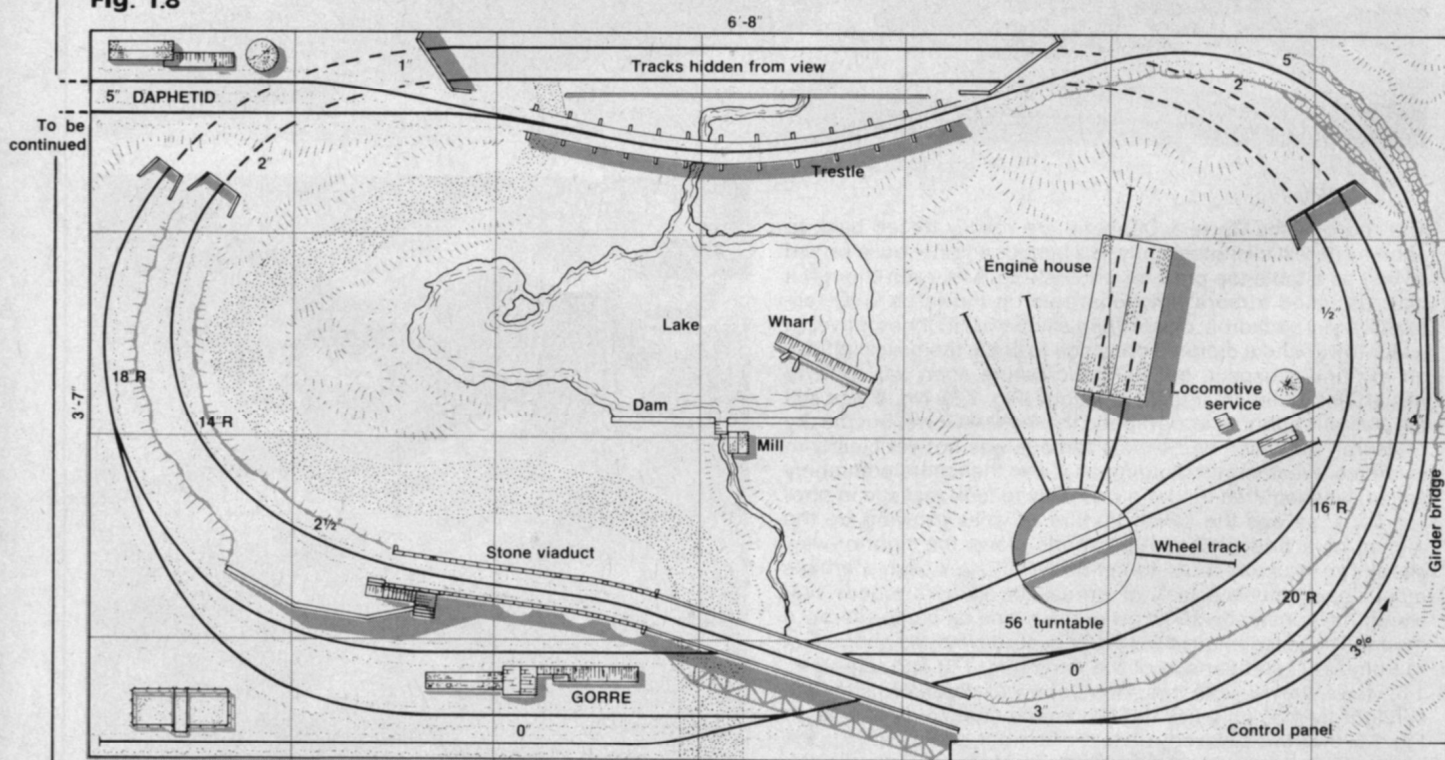 Fig. 1.8
6'-8"
1"
Tracks hidden from view
5
2
5" DAPHETID
To be
continued
2"
Trestle
Engine house
½"
Lake
Wharf
18"R
3'-7"
14"R
Locomotive
service
Dam
4"
Mill
2½"
Stone viaduct
16"R
Wheel track
Girder bridge
20"R
56' turntable
3%
0
GORRE
3
0
Control panel